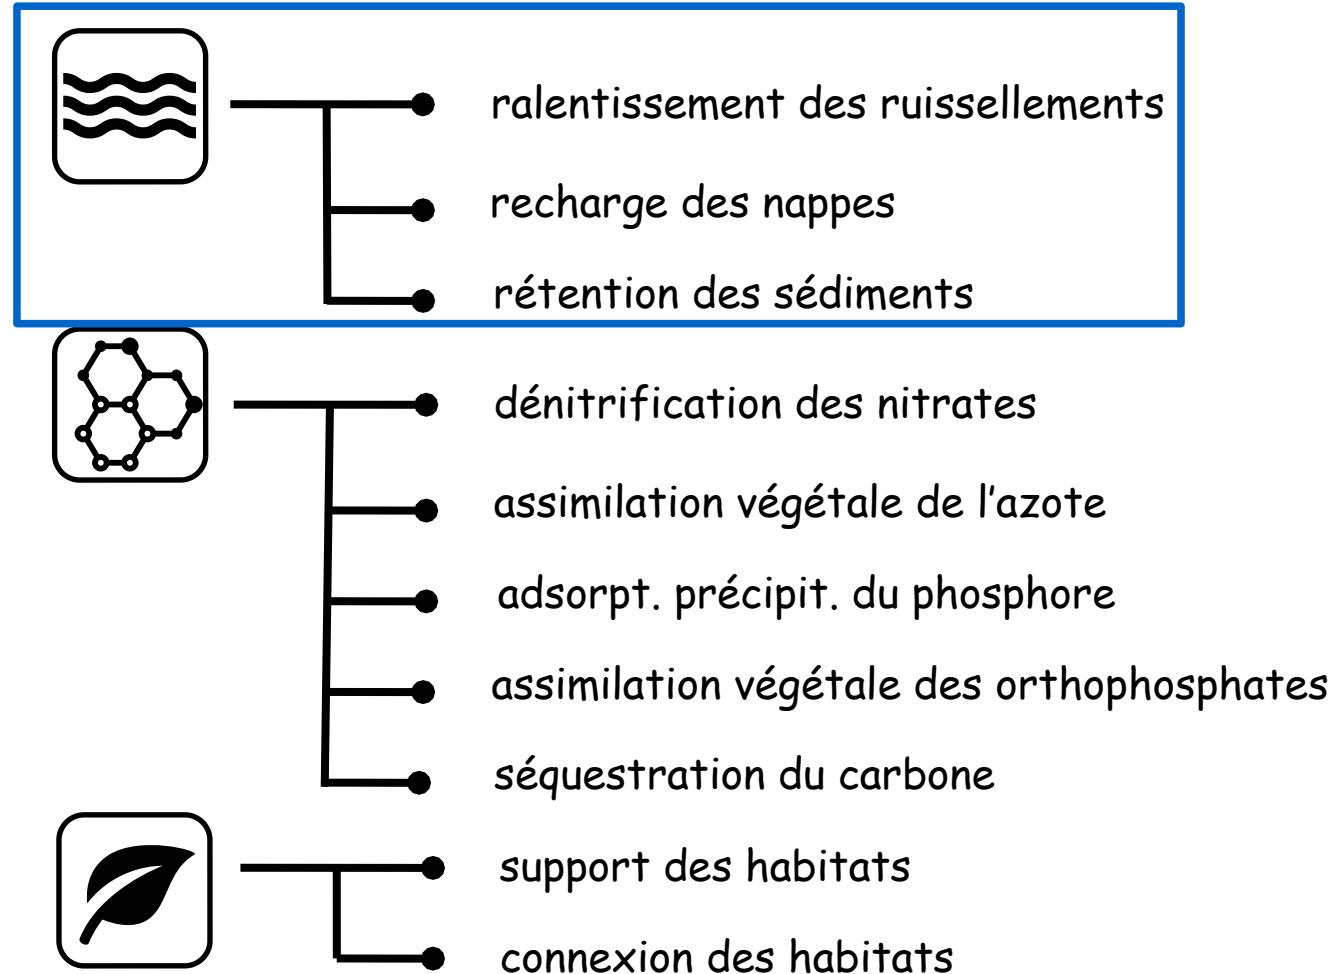 ralentissement des ruissellements
recharge des nappes
rétention des sédiments
dénitrification des nitrates
assimilation végétale de l'azote
adsorpt. précipit. du phosphore
assimilation végétale des orthophosphates
séquestration du carbone
support des habitats
connexion des habitats